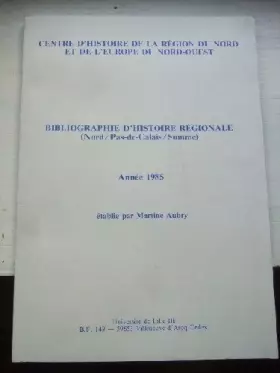 CENTRE D'HISTOIRE DE LA RÉGION DU NORD
ET DE L'EUROPE DU NORD-OUEST
BIBLIOGRAPHIE D'HISTOIRE REGIONALE
(Nord / Pas-de-Calais / Somme)
Année 1985
établie par Martine Aubry
Université de Lille III
B.P. 149 — 59653 Villeneuve d'Ascq Cedex